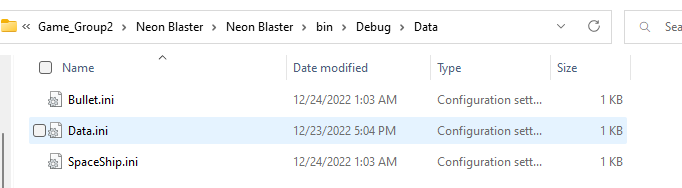 « Game_Group2 > Neon Blaster > Neon Blaster > bin > Debug > Data
Sea
Name Date modified Type Size
Bullet.ini 12/24/2022 1:03 AM Configuration sett... 1 KB
Data.ini 12/23/2022 5:04 PM Configuration sett... 1 KB
SpaceShip.ini 12/24/2022 1:03 AM Configuration sett... 1 KB